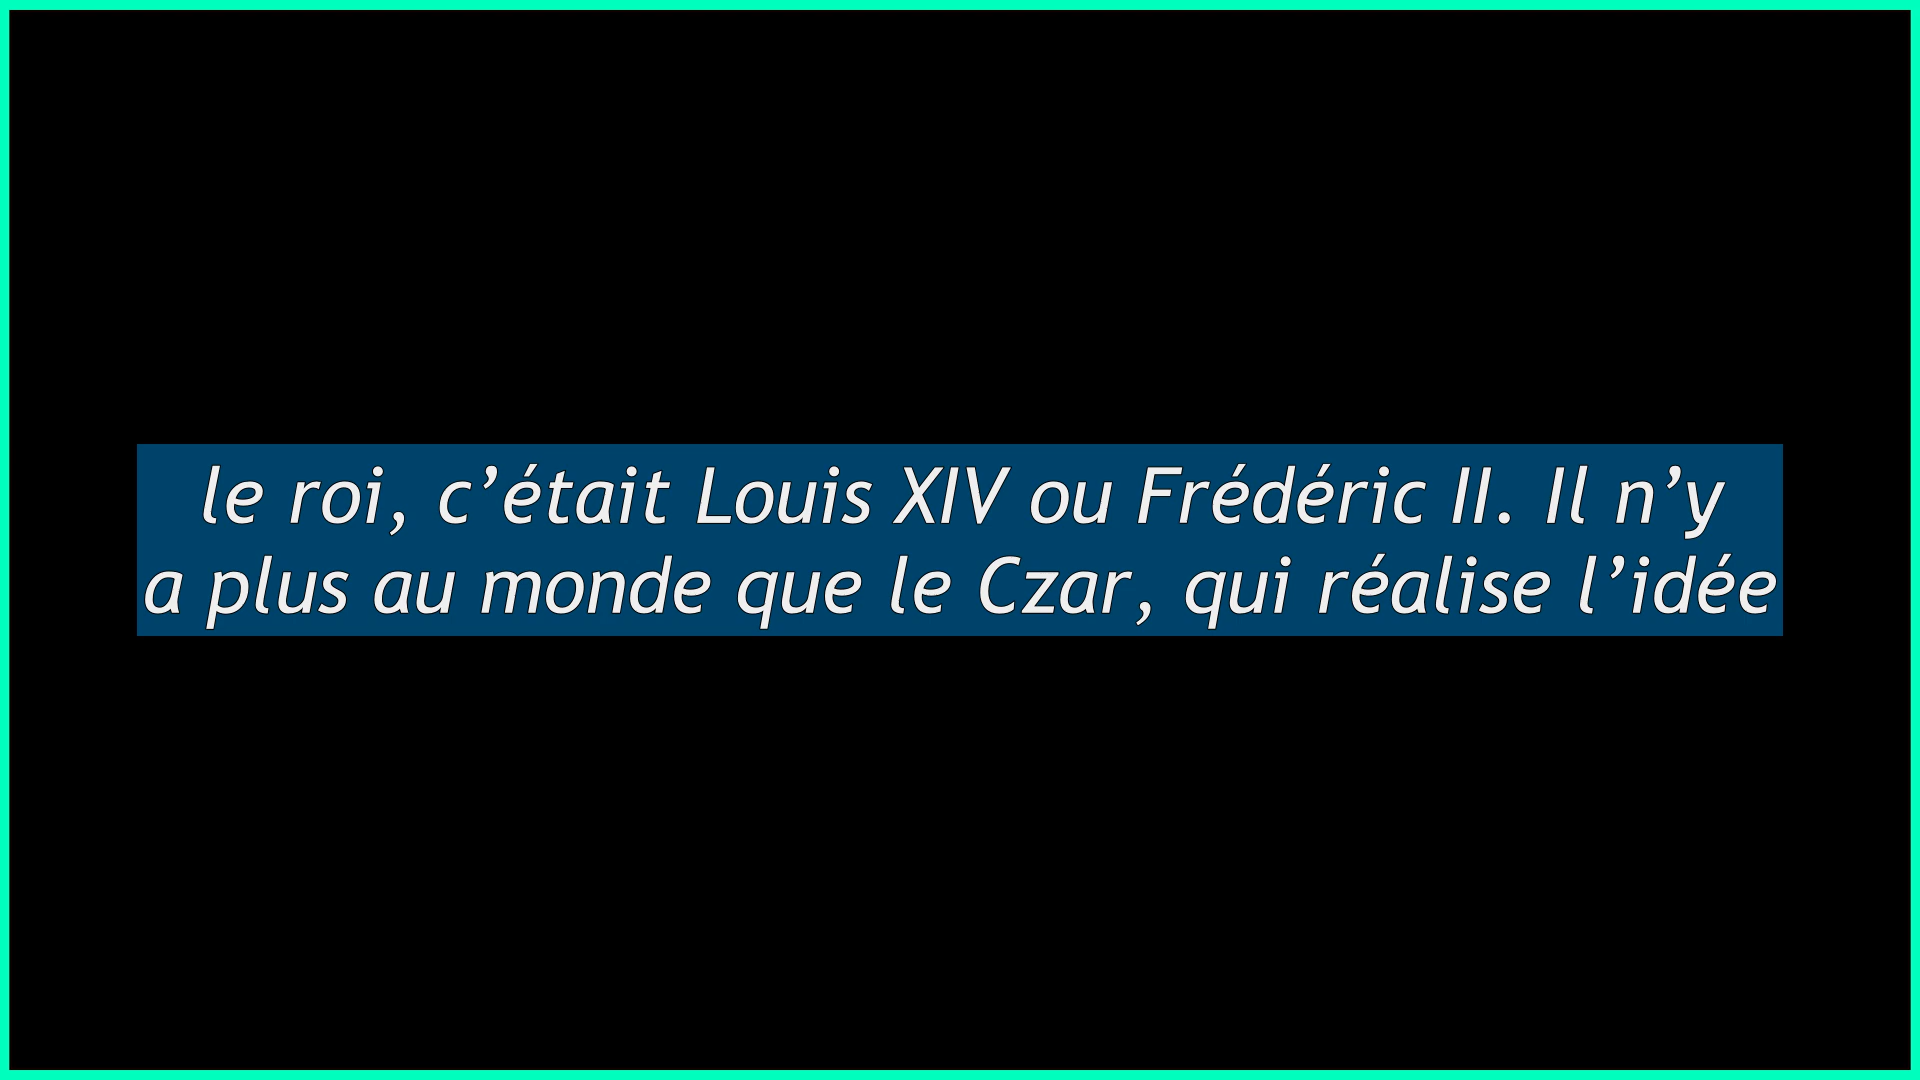 le roi, c’était Louis XIV ou Frédéric II. Il n’y
a plus au monde que le Czar, qui réalise l’idée